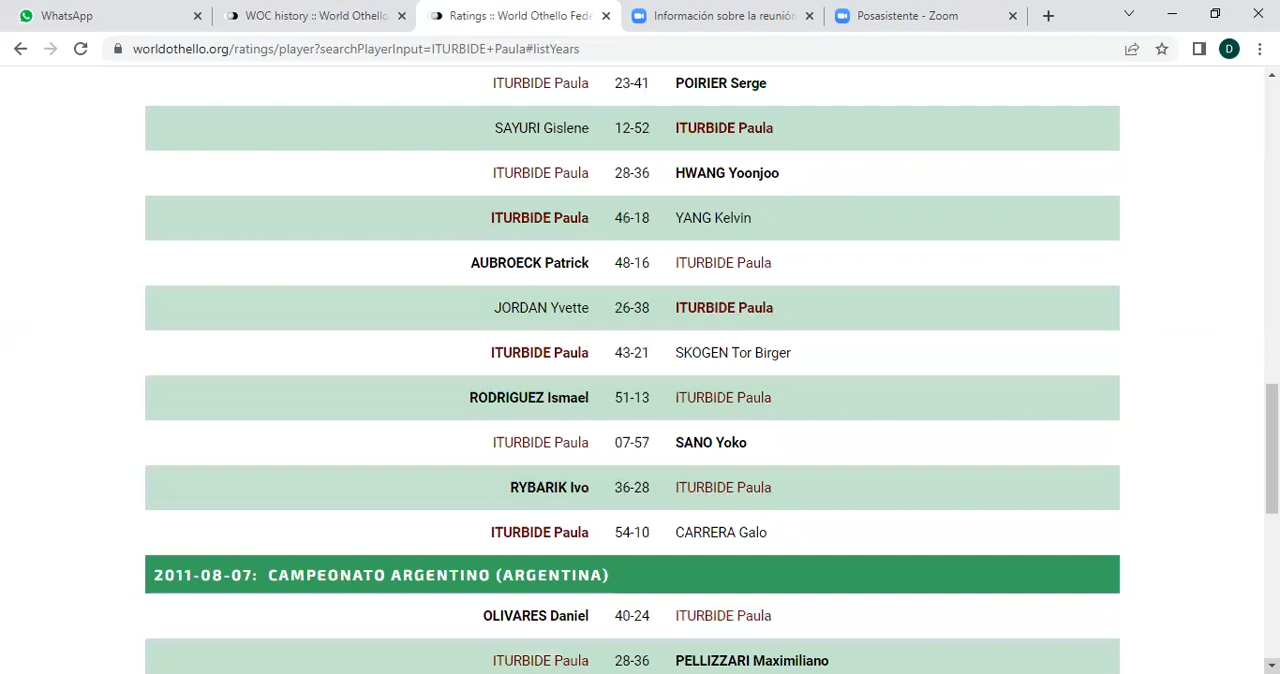 WhatsApp
WOC history :: World Othello
Ratings :: World Othello Fede
Información sobre la reunión
Posasistente - Zoom
worldothello.org/ratings/player?searchPlayerInput=ITURBIDE+Paula#listYears
D
ITURBIDE Paula 23-41 POIRIER Serge
SAYURI Gislene 12-52 ITURBIDE Paula
ITURBIDE Paula 28-36 HWANG Yoonjoo
ITURBIDE Paula 46-18 YANG Kelvin
AUBROECK Patrick 48-16 ITURBIDE Paula
JORDAN Yvette 26-38 ITURBIDE Paula
ITURBIDE Paula 43-21 SKOGEN Tor Birger
RODRIGUEZ Ismael 51-13 ITURBIDE Paula
ITURBIDE Paula 07-57 SANO Yoko
RYBARIK Ivo 36-28 ITURBIDE Paula
ITURBIDE Paula 54-10 CARRERA Galo
2011-08-07: CAMPEONATO ARGENTINO (ARGENTINA)
OLIVARES Daniel 40-24 ITURBIDE Paula
ITURBIDE Paula 28-36 PELLIZZARI Maximiliano